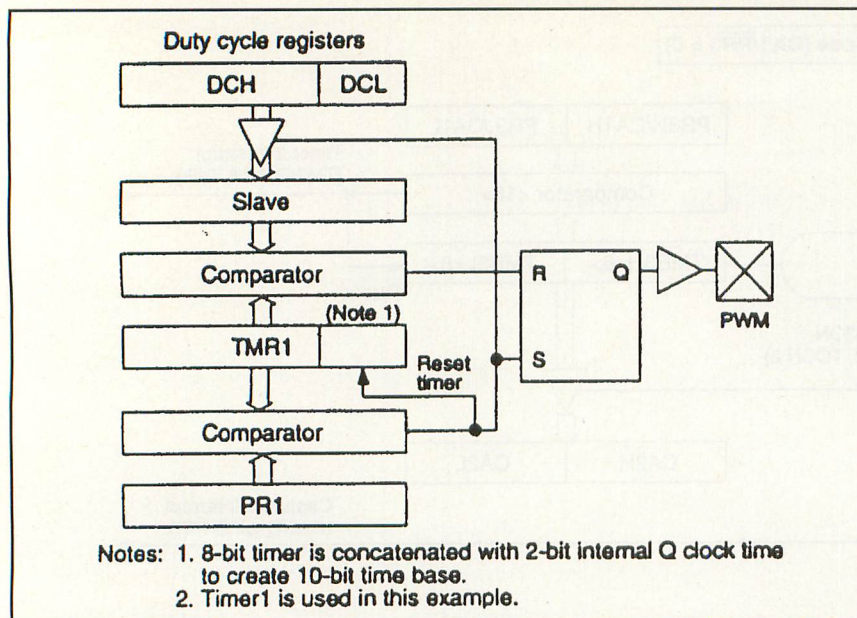 Duty cycle registers
DCH DCL
Slave
Comparator
R Q
(Note 1)
PWM
TMR1
Reset
timer
S
Comparator
PR1
Notes: 1. 8-bit timer is concatenated with 2-bit internal Q clock time
to create 10-bit time base.
2. Timer1 is used in this example.